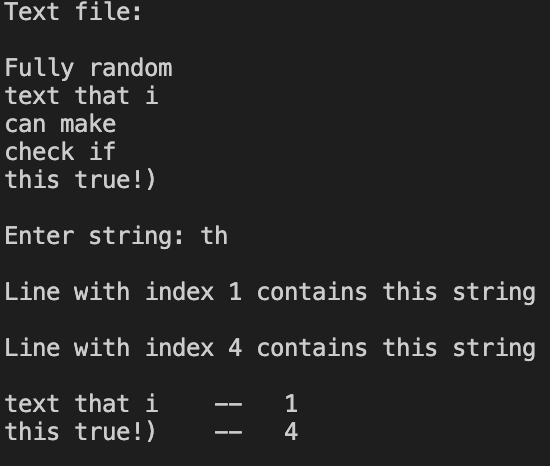 Text file:
Fully random
text that i
can make
check if
this true!)
Enter string: th
Line with index 1 contains this string
Line with index 4 contains this string
text that i    --   1
this true!)    --   4